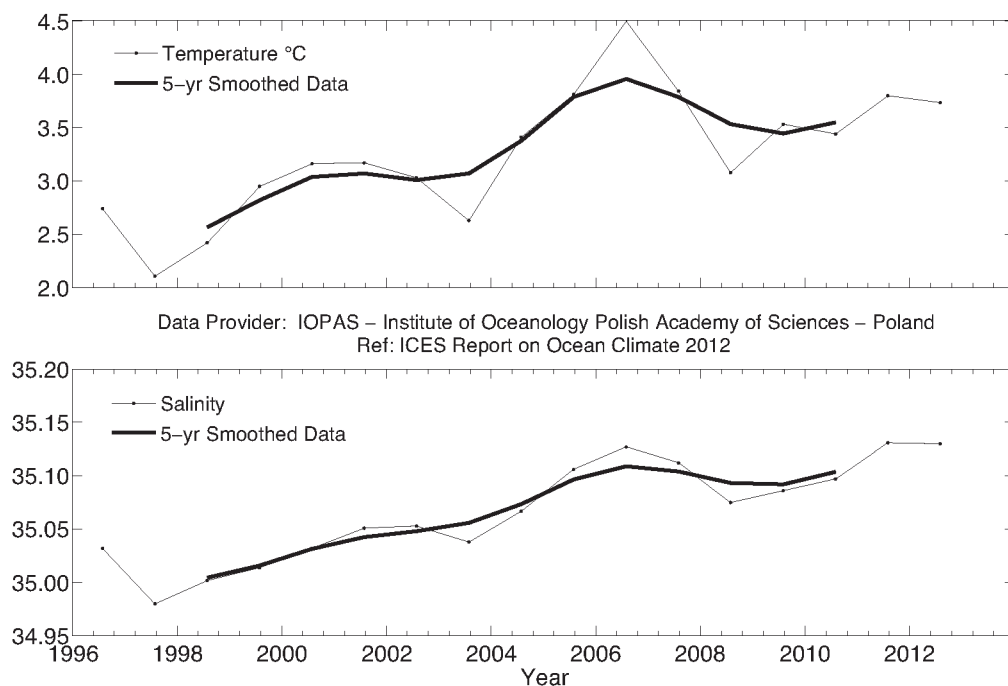 4.5
4.0
3.5
3.0
2.5
2.0
Temperature °C
5−yr Smoothed Data
Data Provider: IOPAS − Institute of Oceanology Polish Academy of Sciences − Poland
Ref: ICES Report on Ocean Climate 2012
35.20
35.15
35.10
35.05
35.00
34.95
Salinity
5−yr Smoothed Data
1996 1998 2000 2002 2004 2006 2008 2010 2012
Year